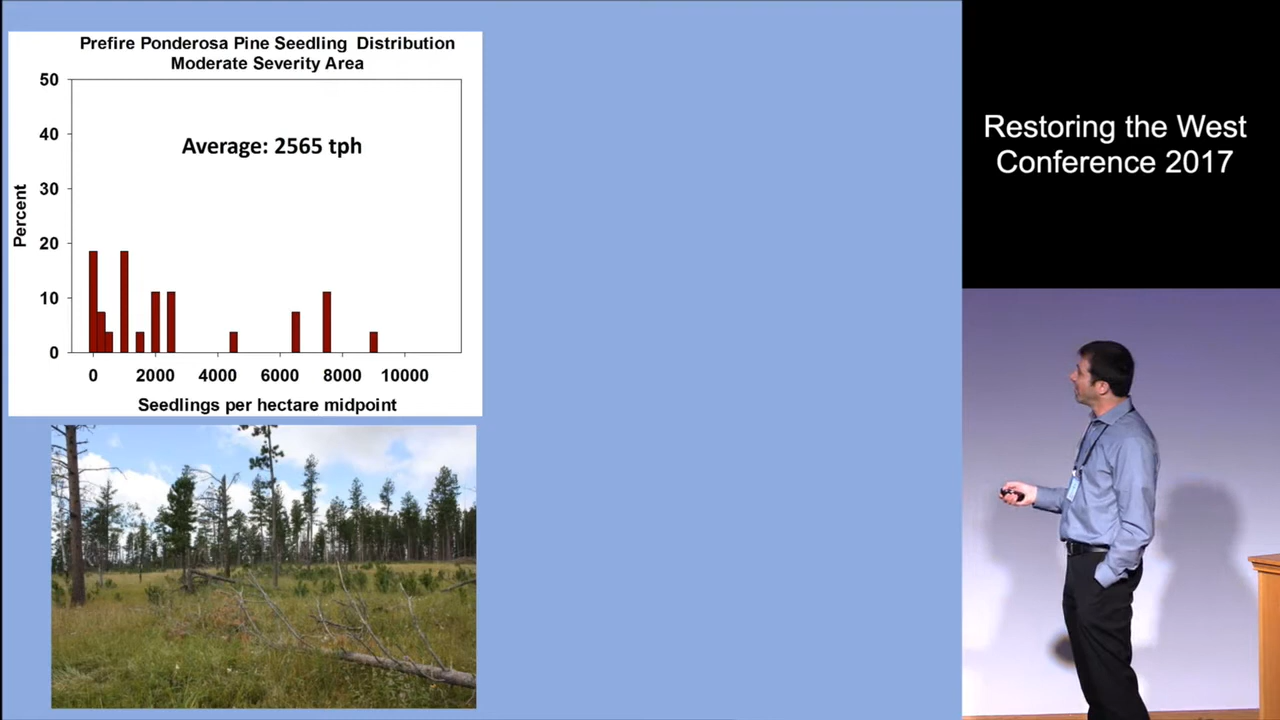 Prefire Ponderosa Pine Seedling Distribution
Moderate Severity Area
50
40
30
20
10
0
Percent
Average: 2565 tph
0 2000 4000 6000 8000 10000
Seedlings per hectare midpoint
Restoring the West
Conference 2017